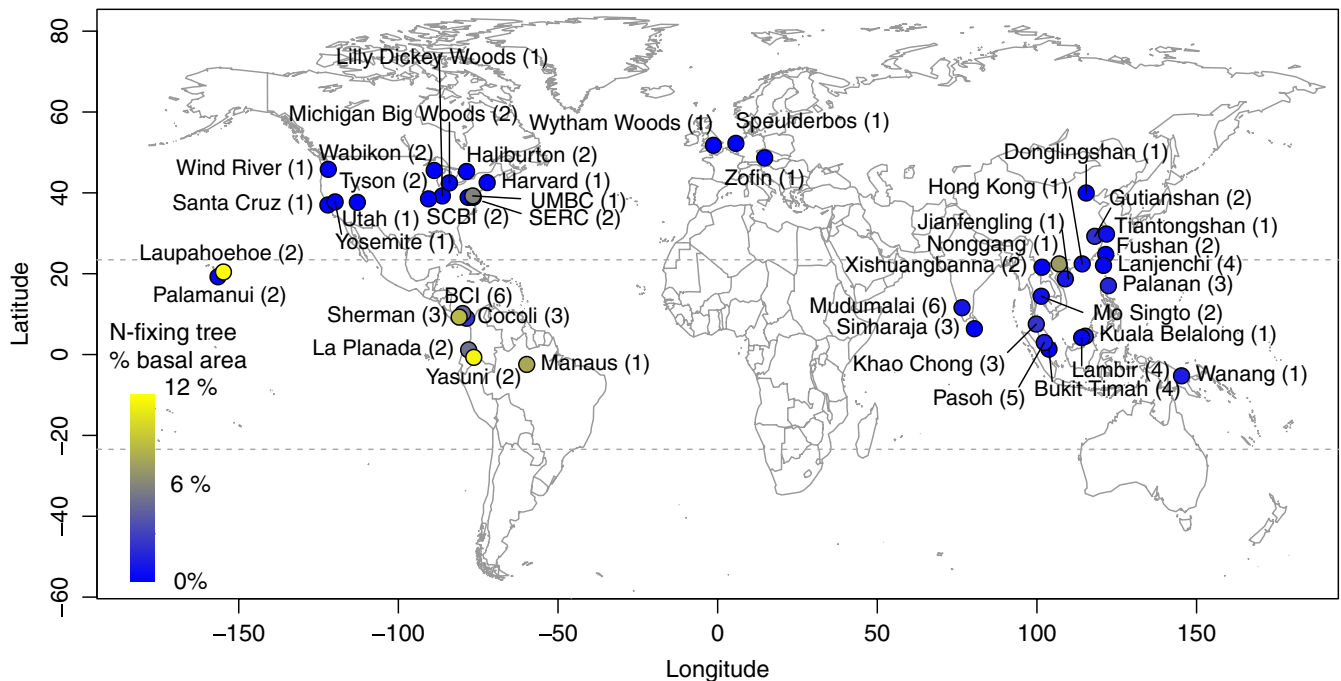 Lilly Dickey Woods (1)
Michigan Big Woods (2)
Wytham Woods (1)
Speulderbos (1)
Wabikon (2)
Haliburton (2)
Donglingshan (1)
Wind River (1)
Tyson (2)
Harvard (1)
Zofin (1)
Hong Kong (1)
Gutianshan (2)
Santa Cruz (1)
Utah (1)
SCBI (2)
UMBC (1)
SERC (2)
Jianfengling (1)
Tiantongshan (1)
Yosemite (1)
Nonggang (1)
Fushan (2)
Laupahoehoe (2)
Xishuangbanna (2)
Lanjenchi (4)
Palamanui (2)
BCI (6)
Palanan (3)
Sherman (3)
Cocoli (3)
Mudumalai (6)
Mo Singto (2)
Sinharaja (3)
Kuala Belalong (1)
La Planada (2)
Manaus (1)
Khao Chong (3)
Lambir (4)
Wanang (1)
Yasuni (2)
Pasoh (5)
Bukit Timah (4)
N-fixing tree
% basal area
12 %
6 %
0%
80
60
40
20
0
−20
−40
−60
Latitude
−150
−100
−50
0
50
100
150
Longitude